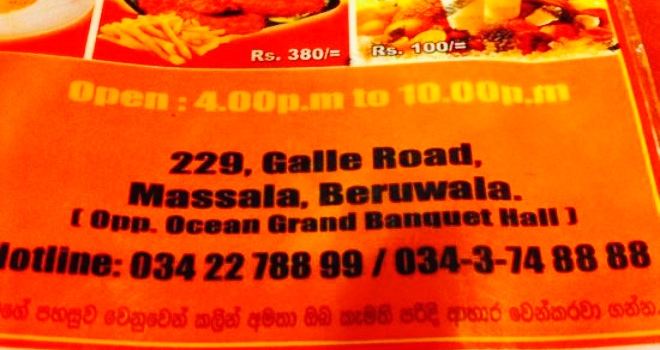 Rs. 380/= Rs. 100/=
Open : 4.00p.m to 10.00p.m
229, Galle Road,
Massala, Beruwala.
( Opp. Ocean Grand Banquet Hall )
Hotline: 034 22 788 99 / 034-3-74 88 88
පහසුව වෙනුවෙන් කලින් අමතා ඔබ කැමති පරිදි ආහාර වෙන්කරවා ගන්න.